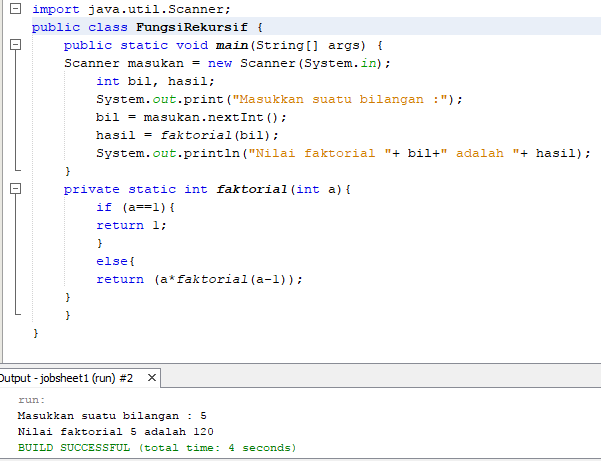 import java.util.Scanner;
public class FungsiRekursif {
    public static void main(String[] args) {
    Scanner masukan = new Scanner(System.in);
        int bil, hasil;
        System.out.print("Masukkan suatu bilangan :");
        bil = masukan.nextInt();
        hasil = faktorial(bil);
        System.out.println("Nilai faktorial "+ bil+" adalah "+ hasil);
    }
    private static int faktorial(int a){
        if (a==1){
        return 1;
        }
        else{
        return (a*faktorial(a-1));
    }
    }
}
Output - jobsheet1 (run) #2 ×
run:
Masukkan suatu bilangan : 5
Nilai faktorial 5 adalah 120
BUILD SUCCESSFUL (total time: 4 seconds)